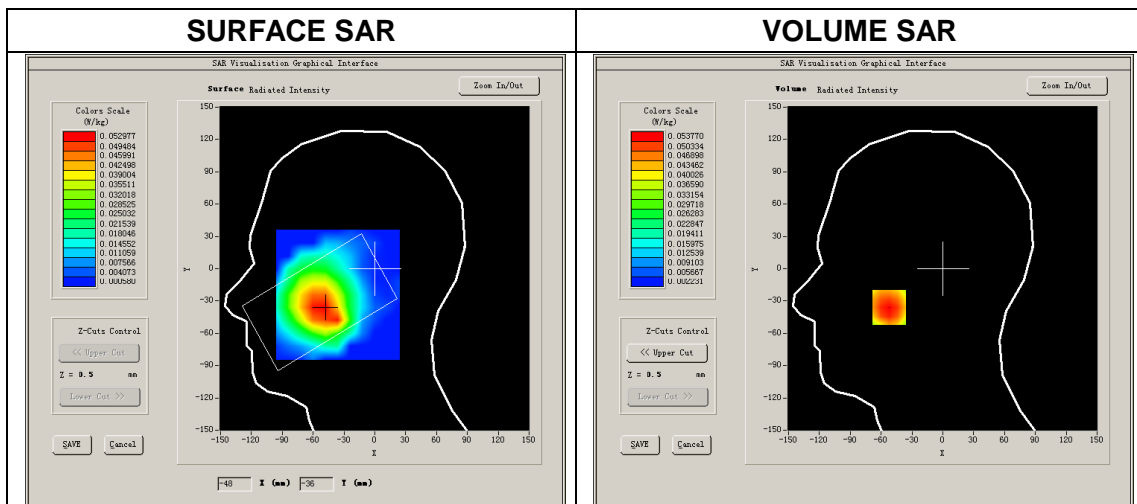 SURFACE SAR
VOLUME SAR
SAR Visualisation Graphical Interface
Surface Radiated Intensity
Zoom In/Out
Colors Scale
(W/kg)
0.052977
0.049484
0.045991
0.042498
0.039004
0.035511
0.032018
0.028525
0.025032
0.021539
0.018046
0.014552
0.011059
0.007566
0.004073
0.000580
150
120
90
60
30
0
-30
-60
-90
-120
-150
Y
-150 -120 -90 -60 -30 0 30 60 90 120 150
X
Z-Cuts Control
<< Upper Cut
Z = 0.5 mm
Lower Cut >>
SAVE Cancel
-48 X (mm) -36 Y (mm)
SAR Visualisation Graphical Interface
Volume Radiated Intensity
Zoom In/Out
Colors Scale
(W/kg)
0.053770
0.050334
0.046898
0.043462
0.040026
0.036590
0.033154
0.029718
0.026283
0.022847
0.019411
0.015975
0.012539
0.009103
0.005667
0.002231
150
120
90
60
30
0
-30
-60
-90
-120
-150
Y
-150 -120 -90 -60 -30 0 30 60 90 120 150
X
Z-Cuts Control
<< Upper Cut
Z = 0.5 mm
Lower Cut >>
SAVE Cancel